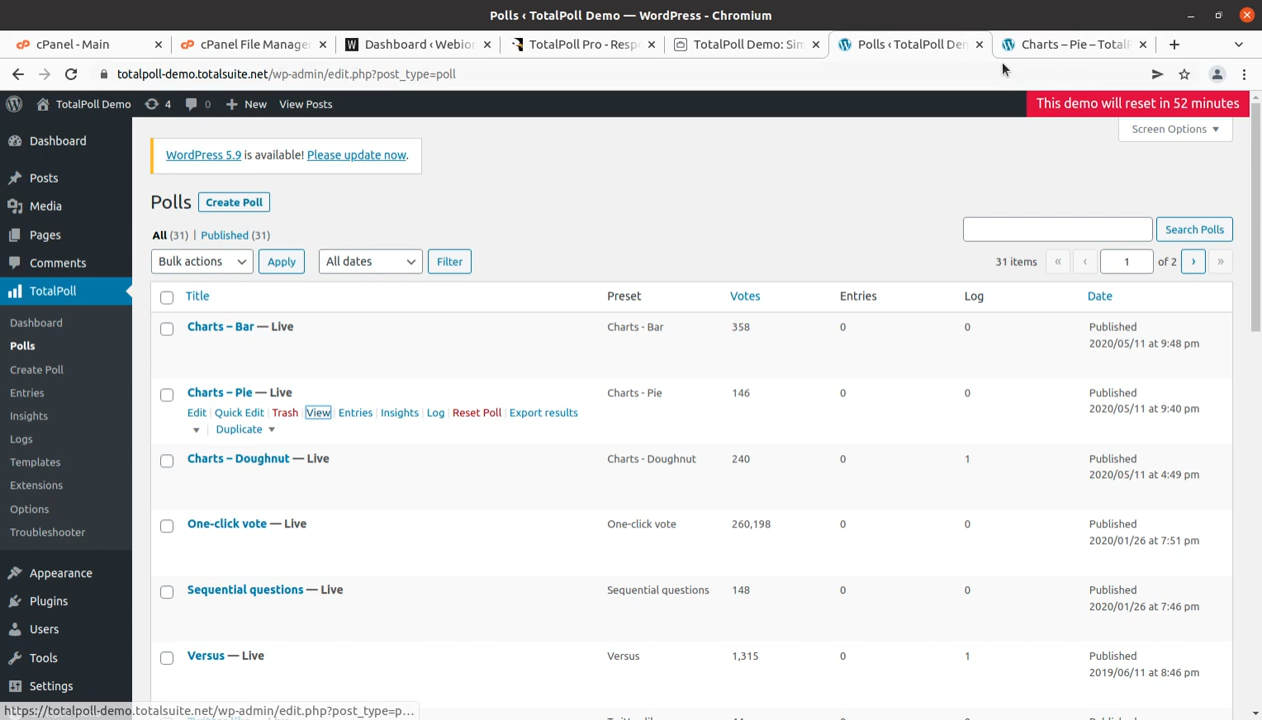 Polls ‹ TotalPoll Demo — WordPress - Chromium
cPanel - Main
cPanel File Manage
Dashboard ‹ Webio
TotalPoll Pro - Resp
TotalPoll Demo: Sim
Polls ‹ TotalPoll De
Charts – Pie – Total
totalpoll-demo.totalsuite.net/wp-admin/edit.php?post_type=poll
TotalPoll Demo 4 0 New View Posts This demo will reset in 52 minutes
Screen Options
WordPress 5.9 is available! Please update now.
Polls Create Poll
All (31) | Published (31)
Search Polls
Bulk actions Apply All dates Filter
31 items « ‹ 1 of 2 › »
Title Preset Votes Entries Log Date
Charts – Bar — Live Charts - Bar 358 0 0 Published
2020/05/11 at 9:48 pm
Charts – Pie — Live Charts - Pie 146 0 0 Published
2020/05/11 at 9:40 pm
Edit | Quick Edit | Trash | View | Entries | Insights | Log | Reset Poll | Export results
| Duplicate
Charts – Doughnut — Live Charts - Doughnut 240 0 1 Published
2020/05/11 at 4:49 pm
One-click vote — Live One-click vote 260,198 0 0 Published
2020/01/26 at 7:51 pm
Sequential questions — Live Sequential questions 148 0 0 Published
2020/01/26 at 7:46 pm
Versus — Live Versus 1,315 0 1 Published
2019/06/11 at 8:46 pm
Dashboard
Posts
Media
Pages
Comments
TotalPoll
Dashboard
Polls
Create Poll
Entries
Insights
Logs
Templates
Extensions
Options
Troubleshooter
Appearance
Plugins
Users
Tools
Settings
https://totalpoll-demo.totalsuite.net/wp-admin/edit.php?post_type=p...